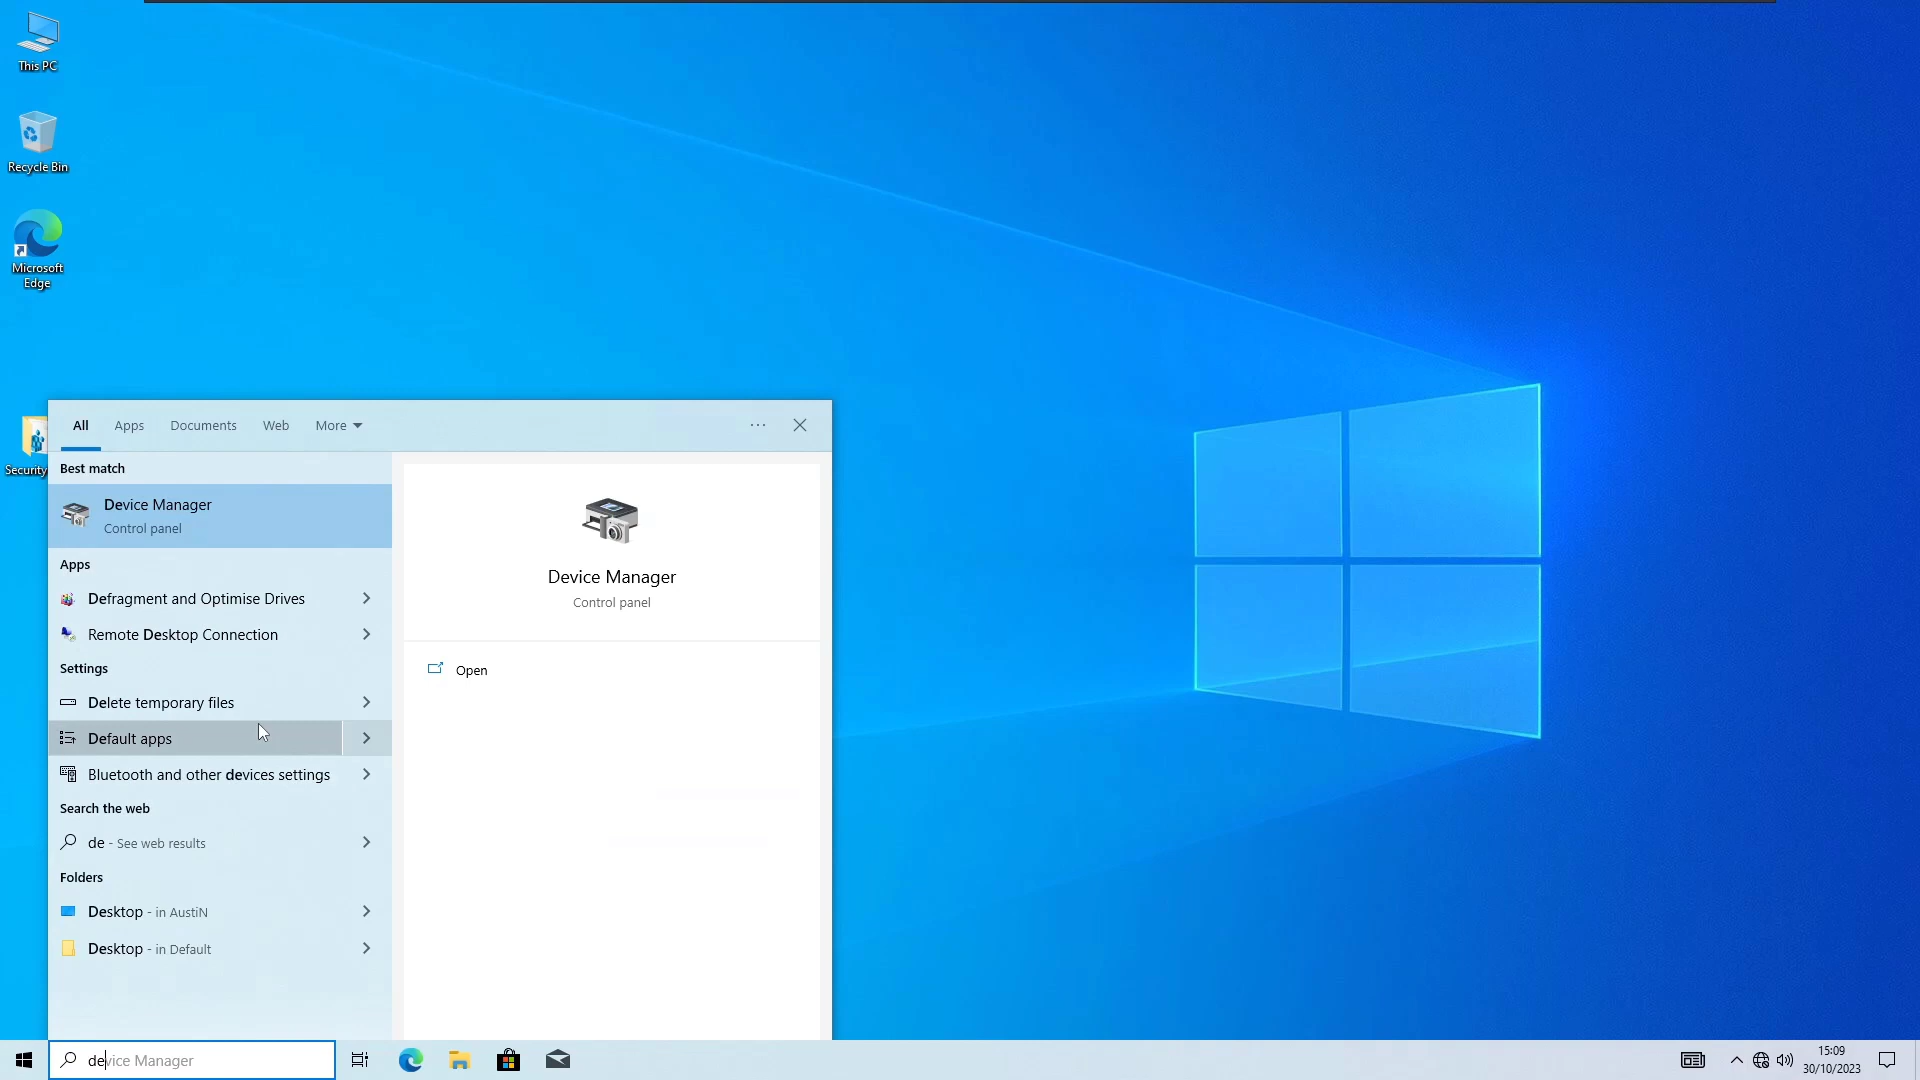 This PC
Recycle Bin
Microsoft
Edge
Security
All Apps Documents Web More
Best match
Device Manager
Control panel
Apps
Defragment and Optimise Drives
Remote Desktop Connection
Settings
Delete temporary files
Default apps
Bluetooth and other devices settings
Search the web
de - See web results
Folders
Desktop - in AustiN
Desktop - in Default
Device Manager
Control panel
Open
device Manager
15:09
30/10/2023